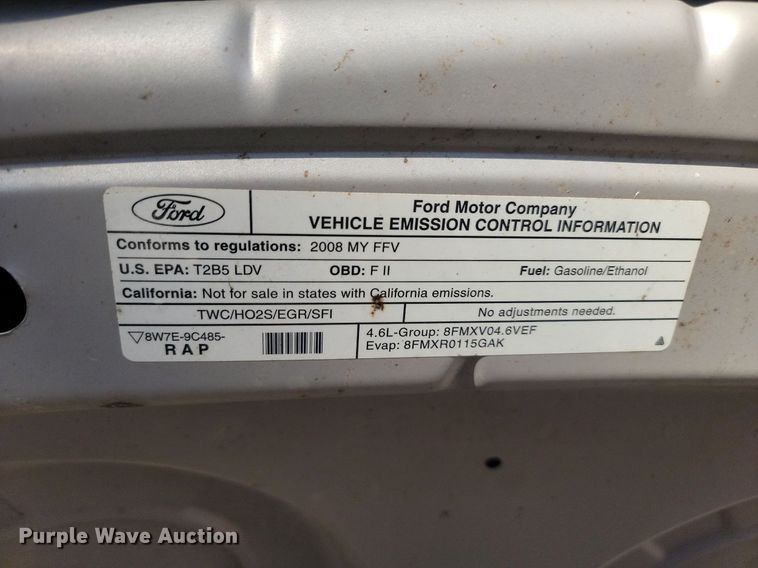 Ford
Ford Motor Company
VEHICLE EMISSION CONTROL INFORMATION
Conforms to regulations: 2008 MY FFV
U.S. EPA: T2B5 LDV OBD: F II Fuel: Gasoline/Ethanol
California: Not for sale in states with California emissions.
TWC/HO2S/EGR/SFI No adjustments needed.
8W7E-9C485-
R A P
4.6L-Group: 8FMXV04.6VEF
Evap: 8FMXR0115GAK
Purple Wave Auction